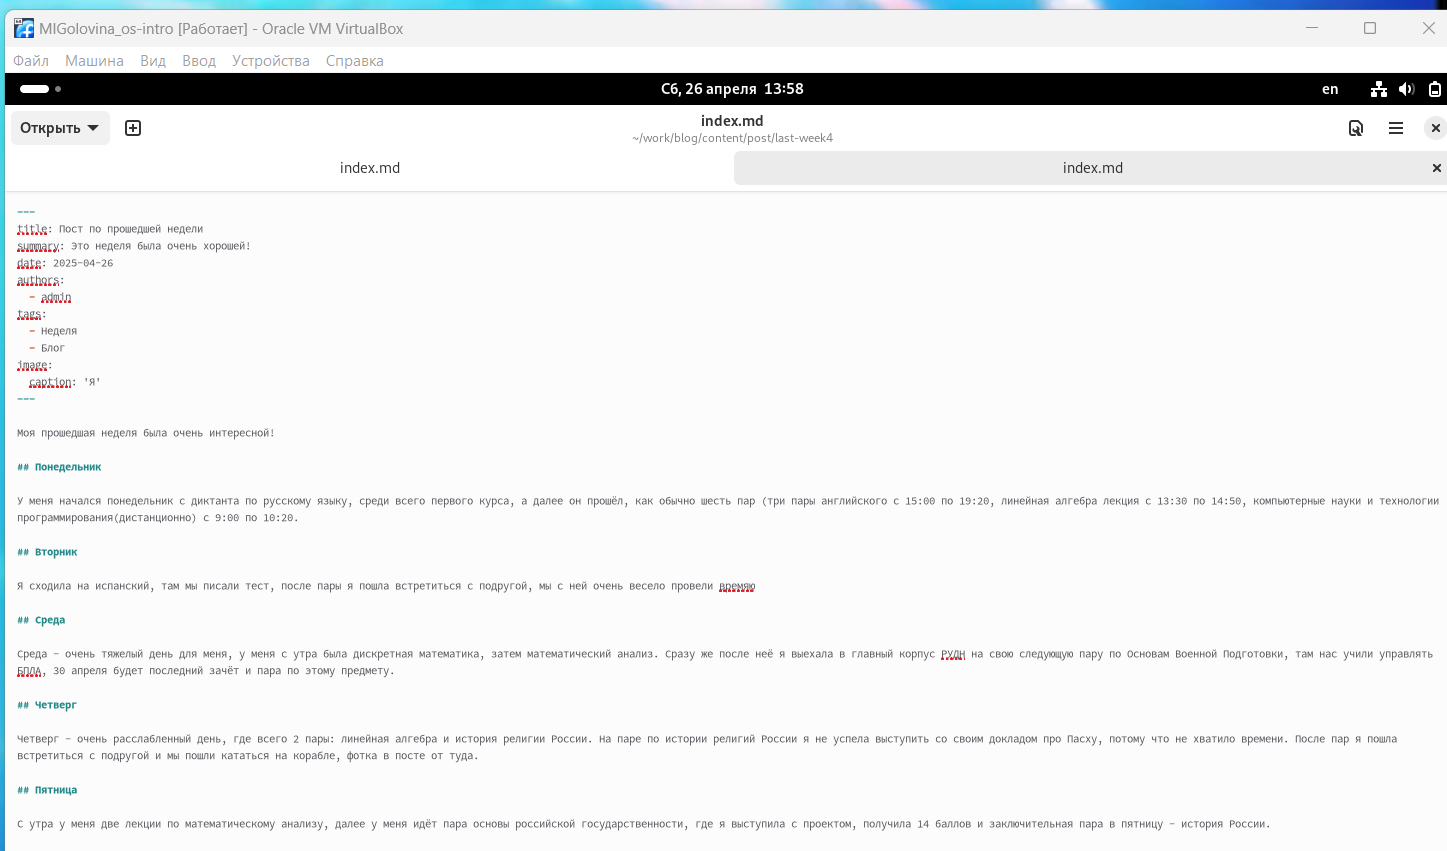 MIGolovina_os-intro [Работает] - Oracle VM VirtualBox
Файл Машина Вид Ввод Устройства Справка
Сб, 26 апреля 13:58
en
Открыть
index.md
~/work/blog/content/post/last-week4
index.md
index.md
---
title: Пост по прошедшей недели
summary: Это неделя была очень хорошей!
date: 2025-04-26
authors:
- admin
tags:
- Неделя
- Блог
image:
caption: 'Я'
---
Моя прошедшая неделя была очень интересной!
## Понедельник
У меня начался понедельник с диктанта по русскому языку, среди всего первого курса, а далее он прошёл, как обычно шесть пар (три пары английского с 15:00 по 19:20, линейная алгебра лекция с 13:30 по 14:50, компьютерные науки и технологии
программирования(дистанционно) с 9:00 по 10:20.
## Вторник
Я сходила на испанский, там мы писали тест, после пары я пошла встретиться с подругой, мы с ней очень весело провели времяю
## Среда
Среда - очень тяжелый день для меня, у меня с утра была дискретная математика, затем математический анализ. Сразу же после неё я выехала в главный корпус РУДН на свою следующую пару по Основам Военной Подготовки, там нас учили управлять
БПЛА, 30 апреля будет последний зачёт и пара по этому предмету.
## Четверг
Четверг - очень расслабленный день, где всего 2 пары: линейная алгебра и история религии России. На паре по истории религий России я не успела выступить со своим докладом про Пасху, потому что не хватило времени. После пар я пошла
встретиться с подругой и мы пошли кататься на корабле, фотка в посте от туда.
## Пятница
С утра у меня две лекции по математическому анализу, далее у меня идёт пара основы российской государственности, где я выступила с проектом, получила 14 баллов и заключительная пара в пятницу - история России.